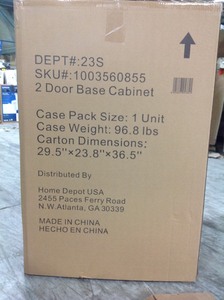 DEPT#:23S
SKU#:1003560855
2 Door Base Cabinet
Case Pack Size: 1 Unit
Case Weight: 96.8 lbs
Carton Dimensions;
29.5"×23.8"×36.5"
Distributed By
Home Depot USA
2455 Paces Ferry Road
N.W.Atlanta, GA 30339
MADE IN CHINA
HECHO EN CHINA